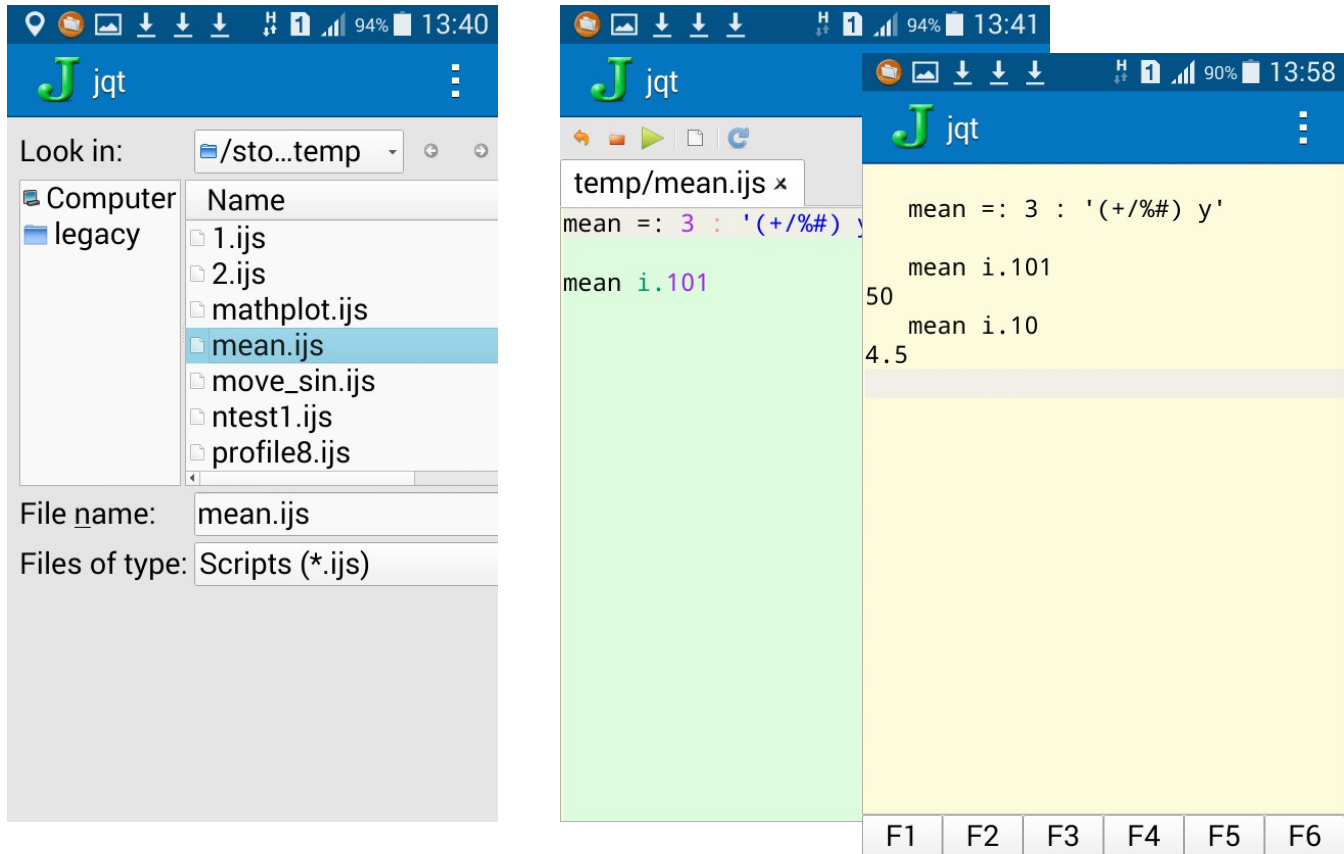 94% 13:40
jqt
Look in: /sto...temp
Computer
legacy
Name
1.ijs
2.ijs
mathplot.ijs
mean.ijs
move_sin.ijs
ntest1.ijs
profile8.ijs
File name: mean.ijs
Files of type: Scripts (*.ijs)
H 1 94% 13:41
jqt
temp/mean.ijs ×
mean =: 3 : '(+/%#)
mean i.101
H 1 90% 13:58
jqt
mean =: 3 : '(+/%#) y'
mean i.101
50
mean i.10
4.5
F1 F2 F3 F4 F5 F6